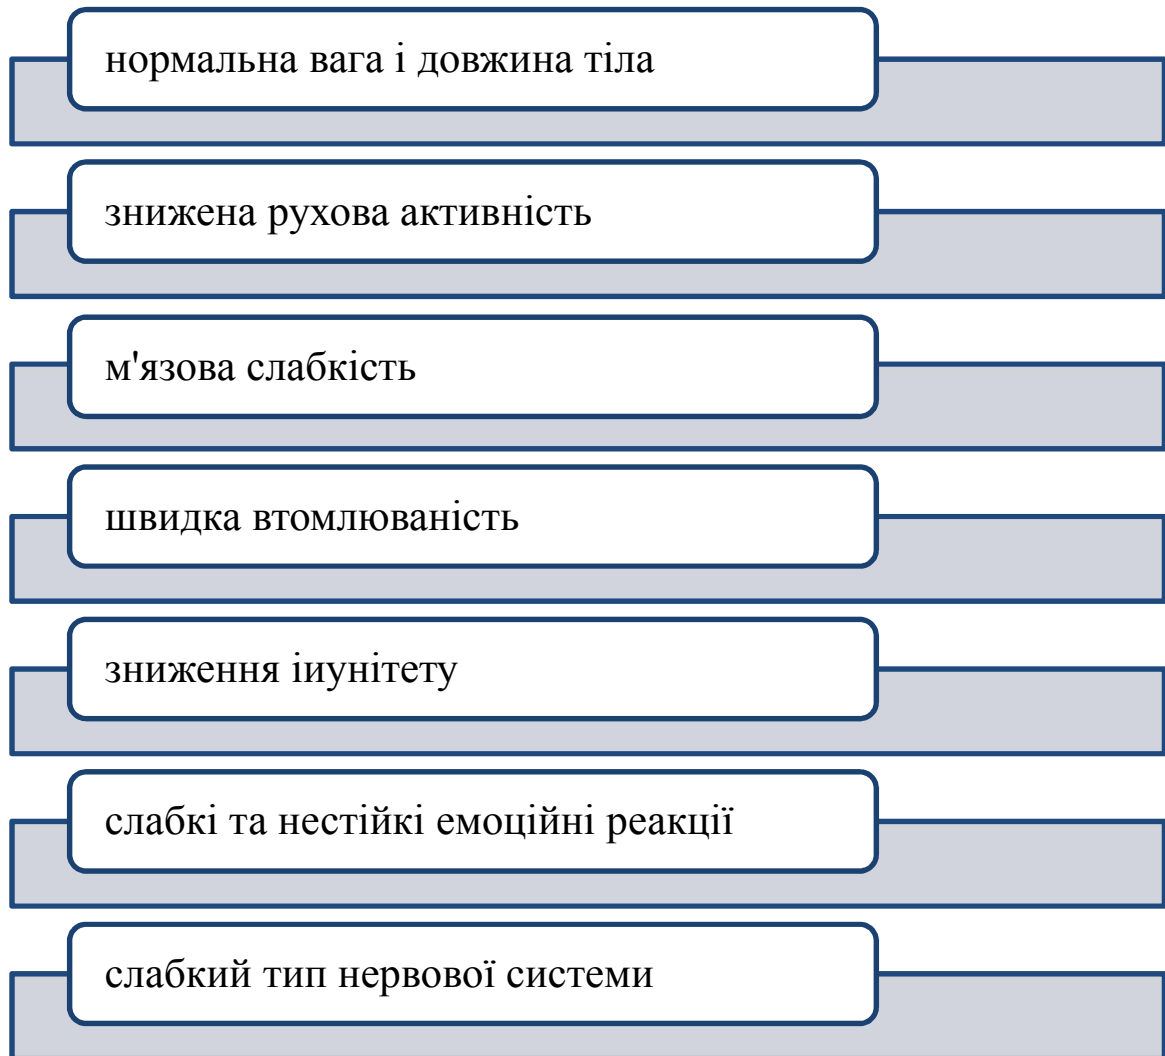 нормальна вага і довжина тіла
знижена рухова активність
м'язова слабкість
швидка втомлюваність
зниження іиунітету
слабкі та нестійкі емоційні реакції
слабкий тип нервової системи